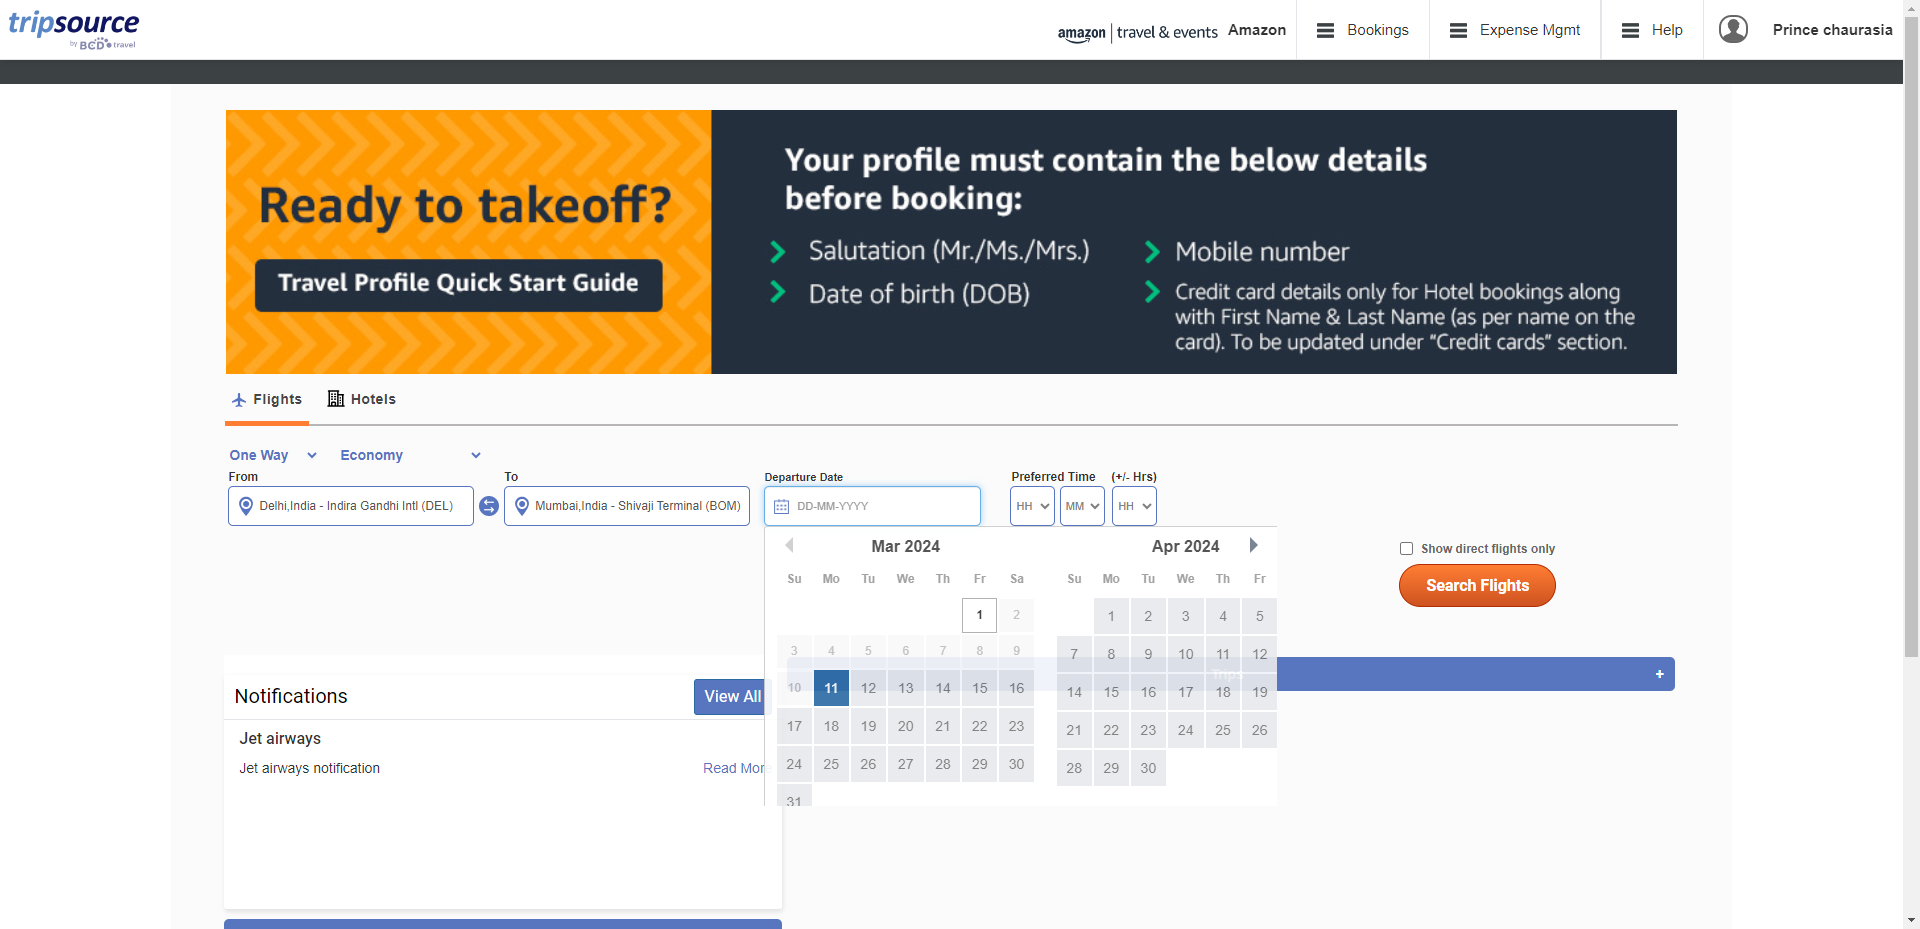 tripsource
by BCD travel
amazon | travel & events Amazon
Bookings
Expense Mgmt
Help
Prince chaurasia
Ready to takeoff?
Travel Profile Quick Start Guide
Your profile must contain the below details
before booking:
Salutation (Mr./Ms./Mrs.)
Date of birth (DOB)
Mobile number
Credit card details only for Hotel bookings along
with First Name & Last Name (as per name on the
card). To be updated under “Credit cards” section.
Flights
Hotels
One Way
Economy
From
To
Departure Date
Preferred Time
(+/- Hrs)
Delhi,India - Indira Gandhi Intl (DEL)
Mumbai,India - Shivaji Terminal (BOM)
DD-MM-YYYY
HH
MM
HH
Mar 2024
Su Mo Tu We Th Fr Sa
1 2
3 4 5 6 7 8 9
10 11 12 13 14 15 16
17 18 19 20 21 22 23
24 25 26 27 28 29 30
31
Apr 2024
Su Mo Tu We Th Fr
1 2 3 4 5
7 8 9 10 11 12
14 15 16 17 18 19
21 22 23 24 25 26
28 29 30
Show direct flights only
Search Flights
Trips
+
Notifications
View All
Jet airways
Jet airways notification
Read More